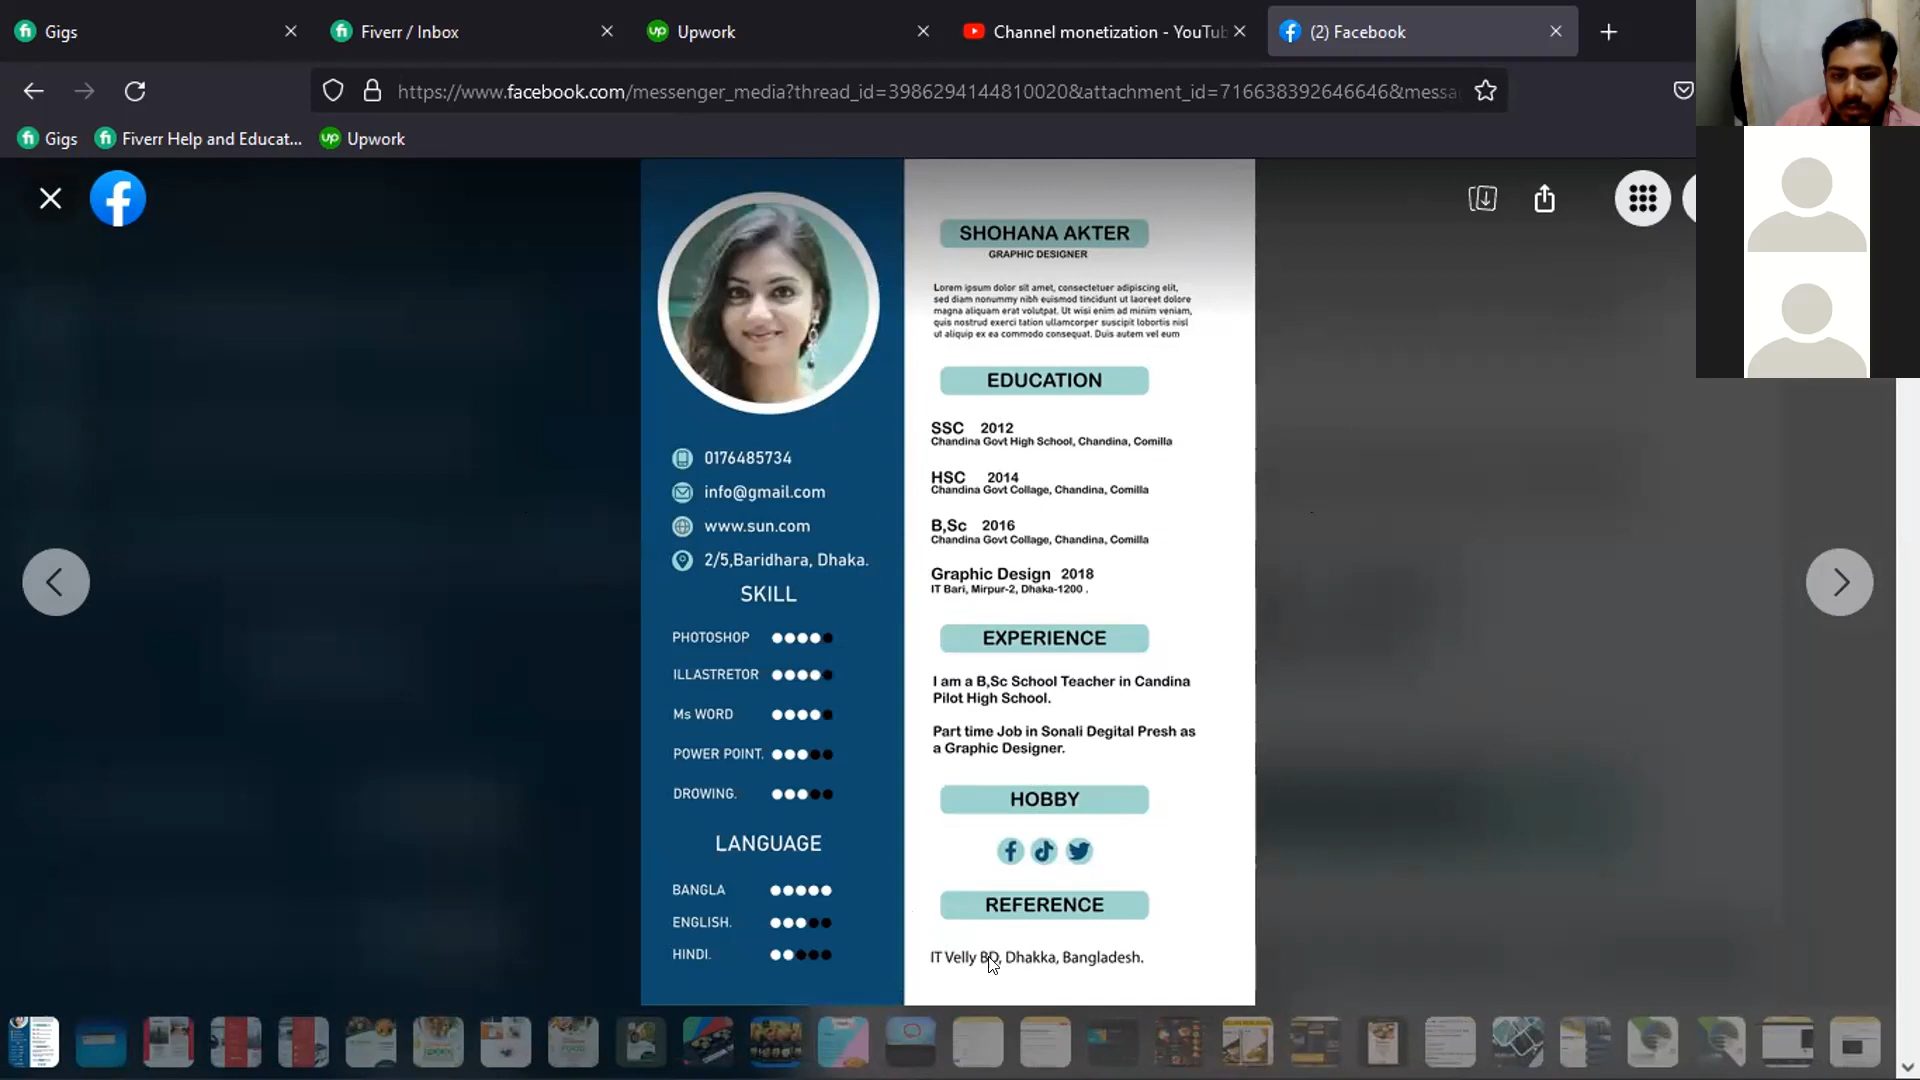 Gigs
Fiverr / Inbox
Upwork
Channel monetization - YouTub
(2) Facebook
https://www.facebook.com/messenger_media?thread_id=3986294144810020&attachment_id=716638392646646&messa
Gigs
Fiverr Help and Educat...
Upwork
0176485734
info@gmail.com
www.sun.com
2/5,Baridhara, Dhaka.
SKILL
PHOTOSHOP
ILLASTRETOR
Ms WORD
POWER POINT.
DROWING.
LANGUAGE
BANGLA
ENGLISH.
HINDI.
SHOHANA AKTER
GRAPHIC DESIGNER
Lorem ipsum dolor sit amet, consectetuer adipiscing elit,
sed diam nonummy nibh euismod tincidunt ut laoreet dolore
magna aliquam erat volutpat. Ut wisi enim ad minim veniam,
quis nostrud exerci tation ullamcorper suscipit lobortis nisl
ut aliquip ex ea commodo consequat. Duis autem vel eum
EDUCATION
SSC 2012
Chandina Govt High School, Chandina, Comilla
HSC 2014
Chandina Govt Collage, Chandina, Comilla
B,Sc 2016
Chandina Govt Collage, Chandina, Comilla
Graphic Design 2018
IT Bari, Mirpur-2, Dhaka-1200 .
EXPERIENCE
I am a B,Sc School Teacher in Candina
Pilot High School.
Part time Job in Sonali Degital Presh as
a Graphic Designer.
HOBBY
REFERENCE
IT Velly BD, Dhakka, Bangladesh.